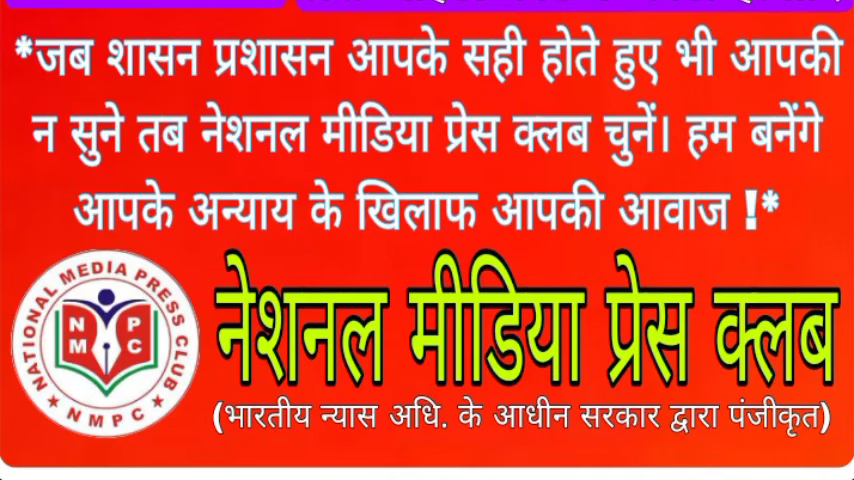 *जब शासन प्रशासन आपके सही होते हुए भी आपकी
न सुने तब नेशनल मीडिया प्रेस क्लब चुनें। हम बनेंगे
आपके अन्याय के खिलाफ आपकी आवाज !*
NATIONAL MEDIA PRESS CLUB
N P
M C
★ NMPC ★
नेशनल मीडिया प्रेस क्लब
(भारतीय न्यास अधि. के आधीन सरकार द्वारा पंजीकृत)